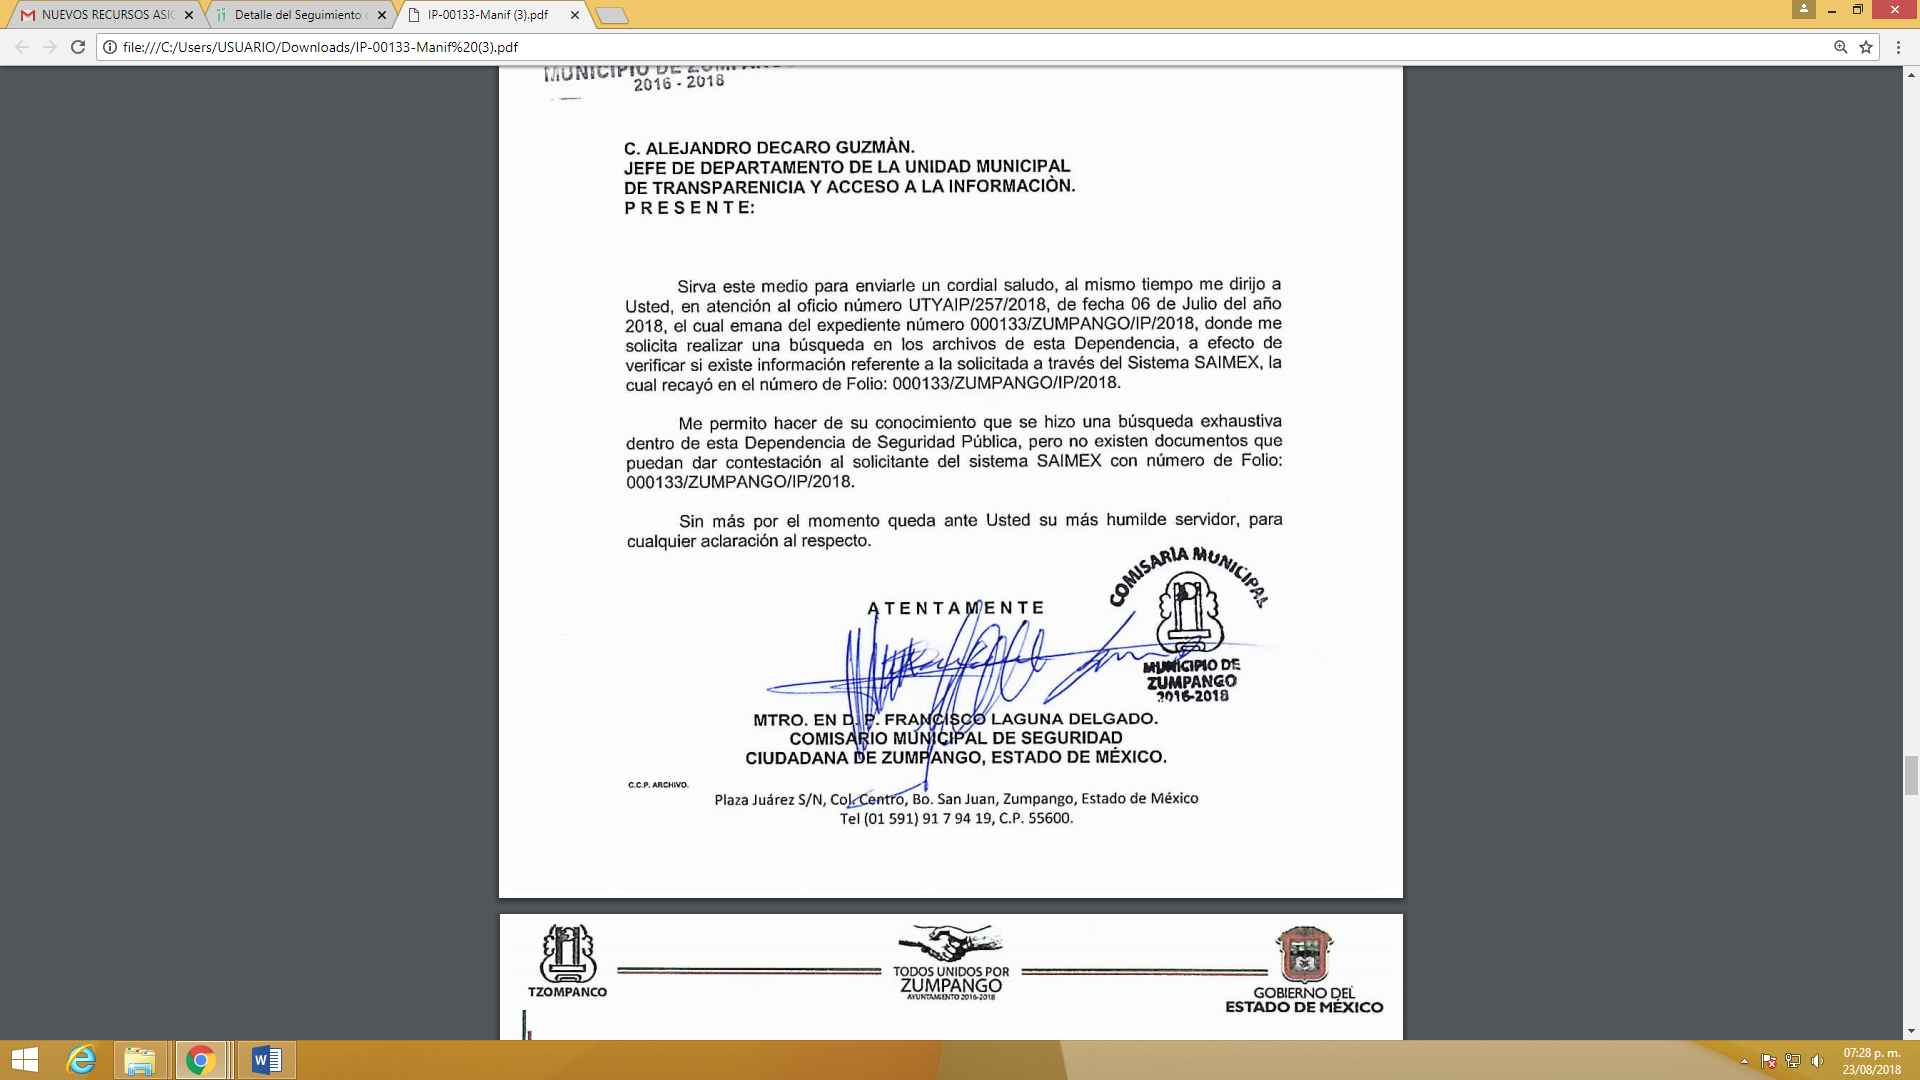 NUEVOS RECURSOS ASIG
Detalle del Seguimiento
IP-00133-Manif (3).pdf
file:///C:/Users/USUARIO/Downloads/IP-00133-Manif%20(3).pdf
MUNICIPIO DE ZUMPANGO
2016 - 2018
C. ALEJANDRO DECARO GUZMÀN.
JEFE DE DEPARTAMENTO DE LA UNIDAD MUNICIPAL
DE TRANSPARENICIA Y ACCESO A LA INFORMACIÒN.
P R E S E N T E:
Sirva este medio para enviarle un cordial saludo, al mismo tiempo me dirijo a
Usted, en atención al oficio número UTYAIP/257/2018, de fecha 06 de Julio del año
2018, el cual emana del expediente número 000133/ZUMPANGO/IP/2018, donde me
solicita realizar una búsqueda en los archivos de esta Dependencia, a efecto de
verificar si existe información referente a la solicitada a través del Sistema SAIMEX, la
cual recayó en el número de Folio: 000133/ZUMPANGO/IP/2018.
Me permito hacer de su conocimiento que se hizo una búsqueda exhaustiva
dentro de esta Dependencia de Seguridad Pública, pero no existen documentos que
puedan dar contestación al solicitante del sistema SAIMEX con número de Folio:
000133/ZUMPANGO/IP/2018.
Sin más por el momento queda ante Usted su más humilde servidor, para
cualquier aclaración al respecto.
COMISARÌA MUNICIPAL
MUNICIPIO DE
ZUMPANGO
2016-2018
A T E N T A M E N T E
MTRO. EN D. P. FRANCISCO LAGUNA DELGADO.
COMISARIO MUNICIPAL DE SEGURIDAD
CIUDADANA DE ZUMPANGO, ESTADO DE MÉXICO.
C.C.P. ARCHIVO.
Plaza Juárez S/N, Col. Centro, Bo. San Juan, Zumpango, Estado de México
Tel (01 591) 91 7 94 19, C.P. 55600.
TZOMPANCO
TODOS UNIDOS POR
ZUMPANGO
AYUNTAMIENTO 2016-2018
GOBIERNO DEL
ESTADO DE MÉXICO
07:28 p. m.
23/08/2018